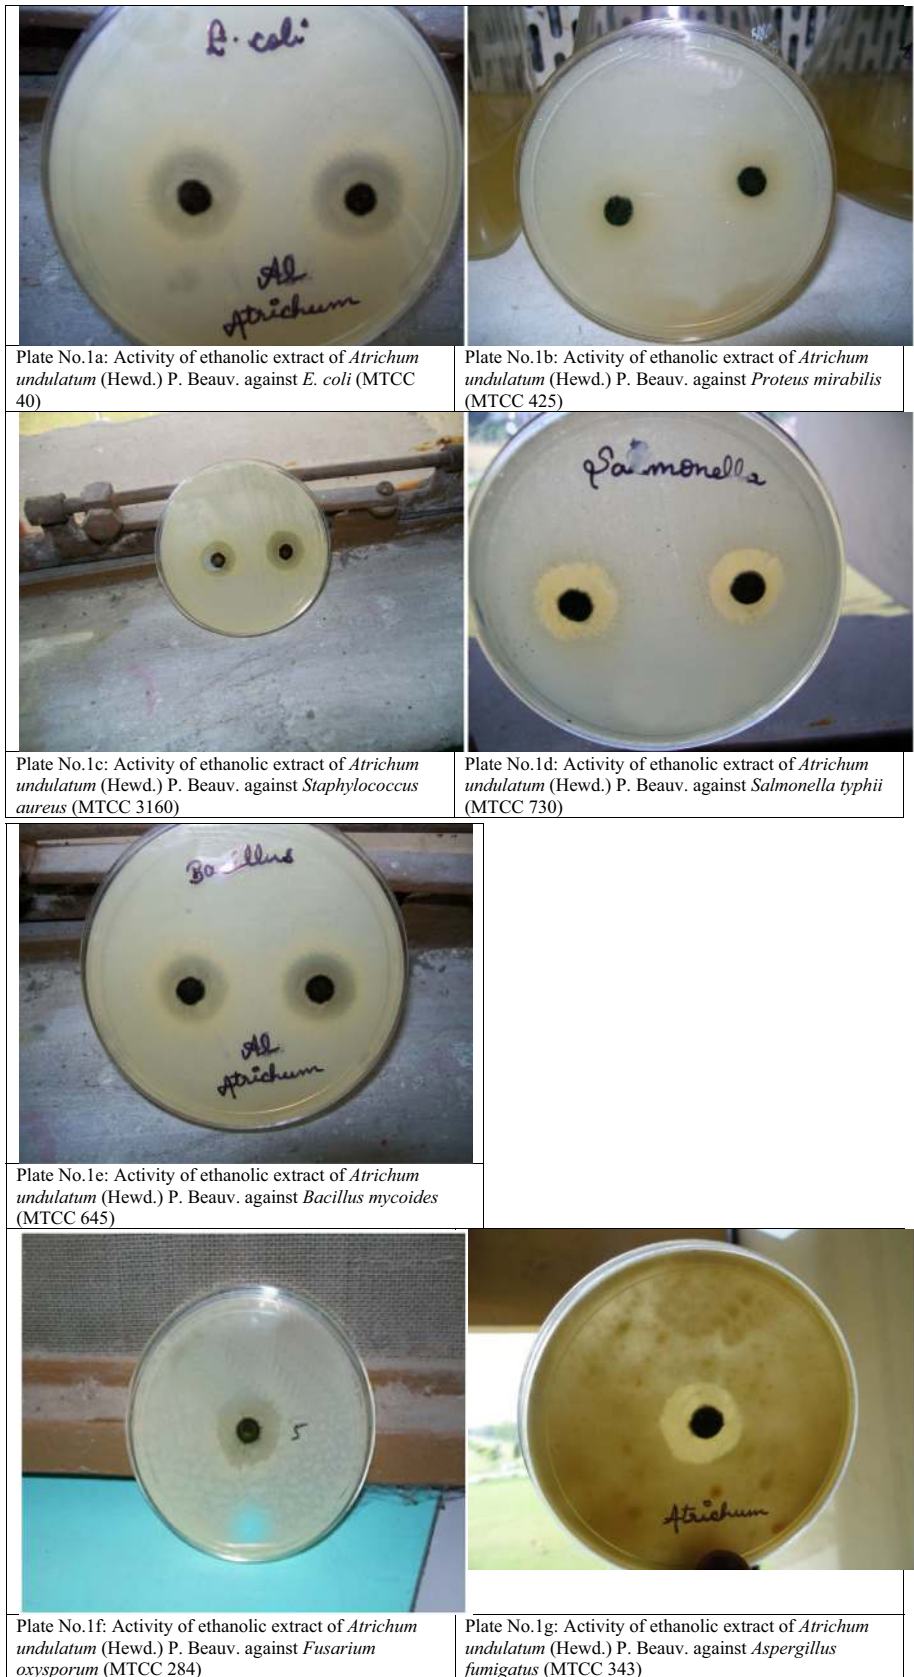 E. coli
Al
Atrichum
Plate No.1a: Activity of ethanolic extract of Atrichum
undulatum (Hewd.) P. Beauv. against E. coli (MTCC
40)
Plate No.1b: Activity of ethanolic extract of Atrichum
undulatum (Hewd.) P. Beauv. against Proteus mirabilis
(MTCC 425)
Salmonella
Plate No.1c: Activity of ethanolic extract of Atrichum
undulatum (Hewd.) P. Beauv. against Staphylococcus
aureus (MTCC 3160)
Plate No.1d: Activity of ethanolic extract of Atrichum
undulatum (Hewd.) P. Beauv. against Salmonella typhii
(MTCC 730)
Bacillus
Al
Atrichum
Plate No.1e: Activity of ethanolic extract of Atrichum
undulatum (Hewd.) P. Beauv. against Bacillus mycoides
(MTCC 645)
5
Atrichum
Plate No.1f: Activity of ethanolic extract of Atrichum
undulatum (Hewd.) P. Beauv. against Fusarium
oxysporum (MTCC 284)
Plate No.1g: Activity of ethanolic extract of Atrichum
undulatum (Hewd.) P. Beauv. against Aspergillus
fumigatus (MTCC 343)